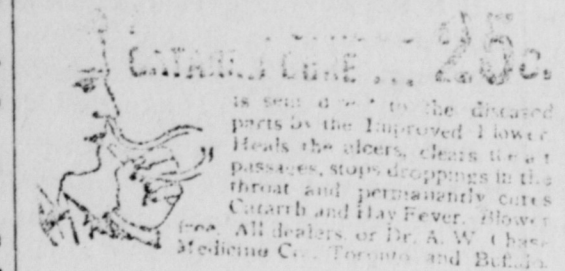 CATARRH CURE ... 25c.
is sent direct to the diseased
parts by the Improved Blower.
Heals the ulcers, clears the air
passages, stops droppings in the
throat and permanantly cures
Catarrh and Hay Fever. Blower
free. All dealers, or Dr. A. W. Chase
Medicine Co., Toronto and Buffalo.